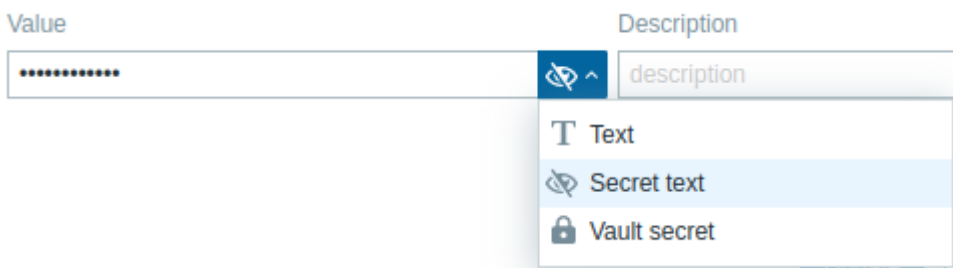 Value Description
•••••••••••• description
Text
Secret text
Vault secret